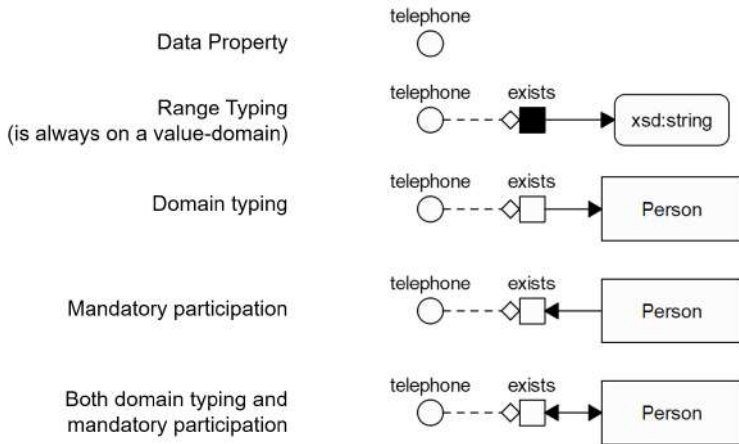 telephone
Data Property
telephone exists
Range Typing
(is always on a value-domain)
xsd:string
telephone exists
Domain typing
Person
telephone exists
Mandatory participation
Person
telephone exists
Both domain typing and
mandatory participation
Person